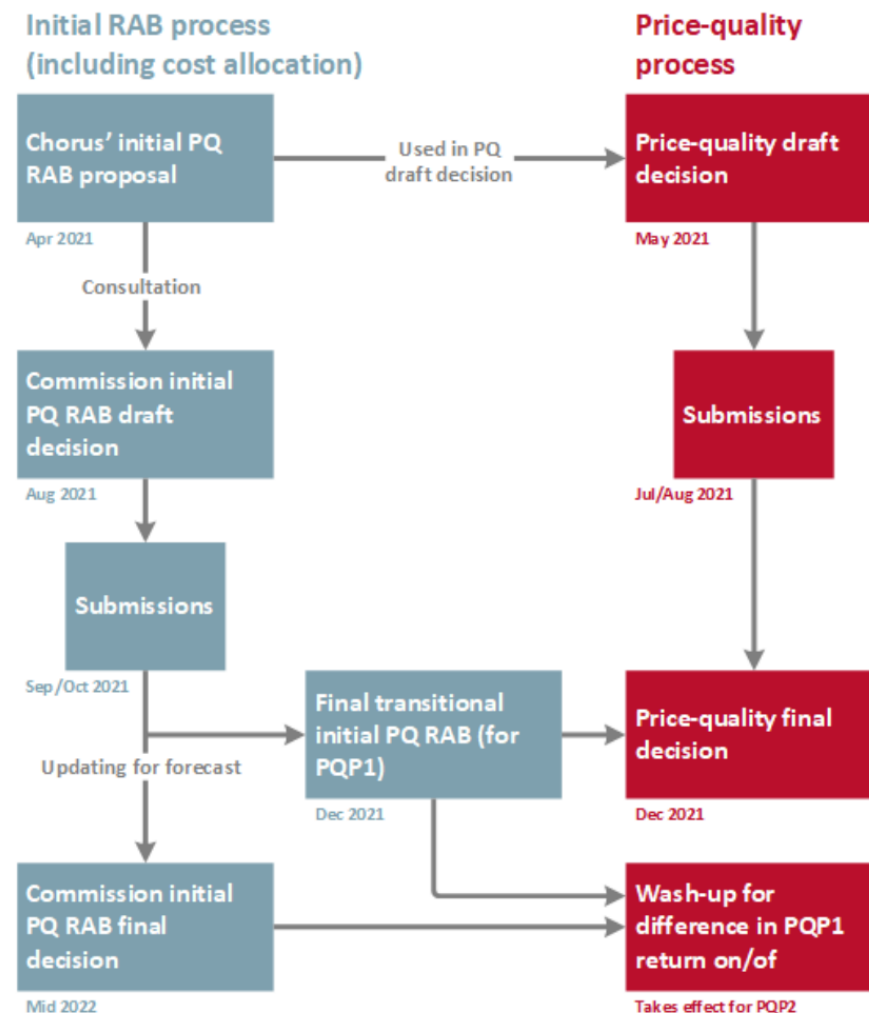 Initial RAB process
(including cost allocation)
Price-quality
process
Chorus’ initial PQ
RAB proposal
Used in PQ
draft decision
Price-quality draft
decision
Apr 2021
May 2021
Consultation
Commission initial
PQ RAB draft
decision
Submissions
Aug 2021
Jul/Aug 2021
Submissions
Sep/Oct 2021
Final transitional
initial PQ RAB (for
PQP1)
Price-quality final
decision
Updating for forecast
Dec 2021
Dec 2021
Commission initial
PQ RAB final
decision
Wash-up for
difference in PQP1
return on/of
Mid 2022
Takes effect for PQP2